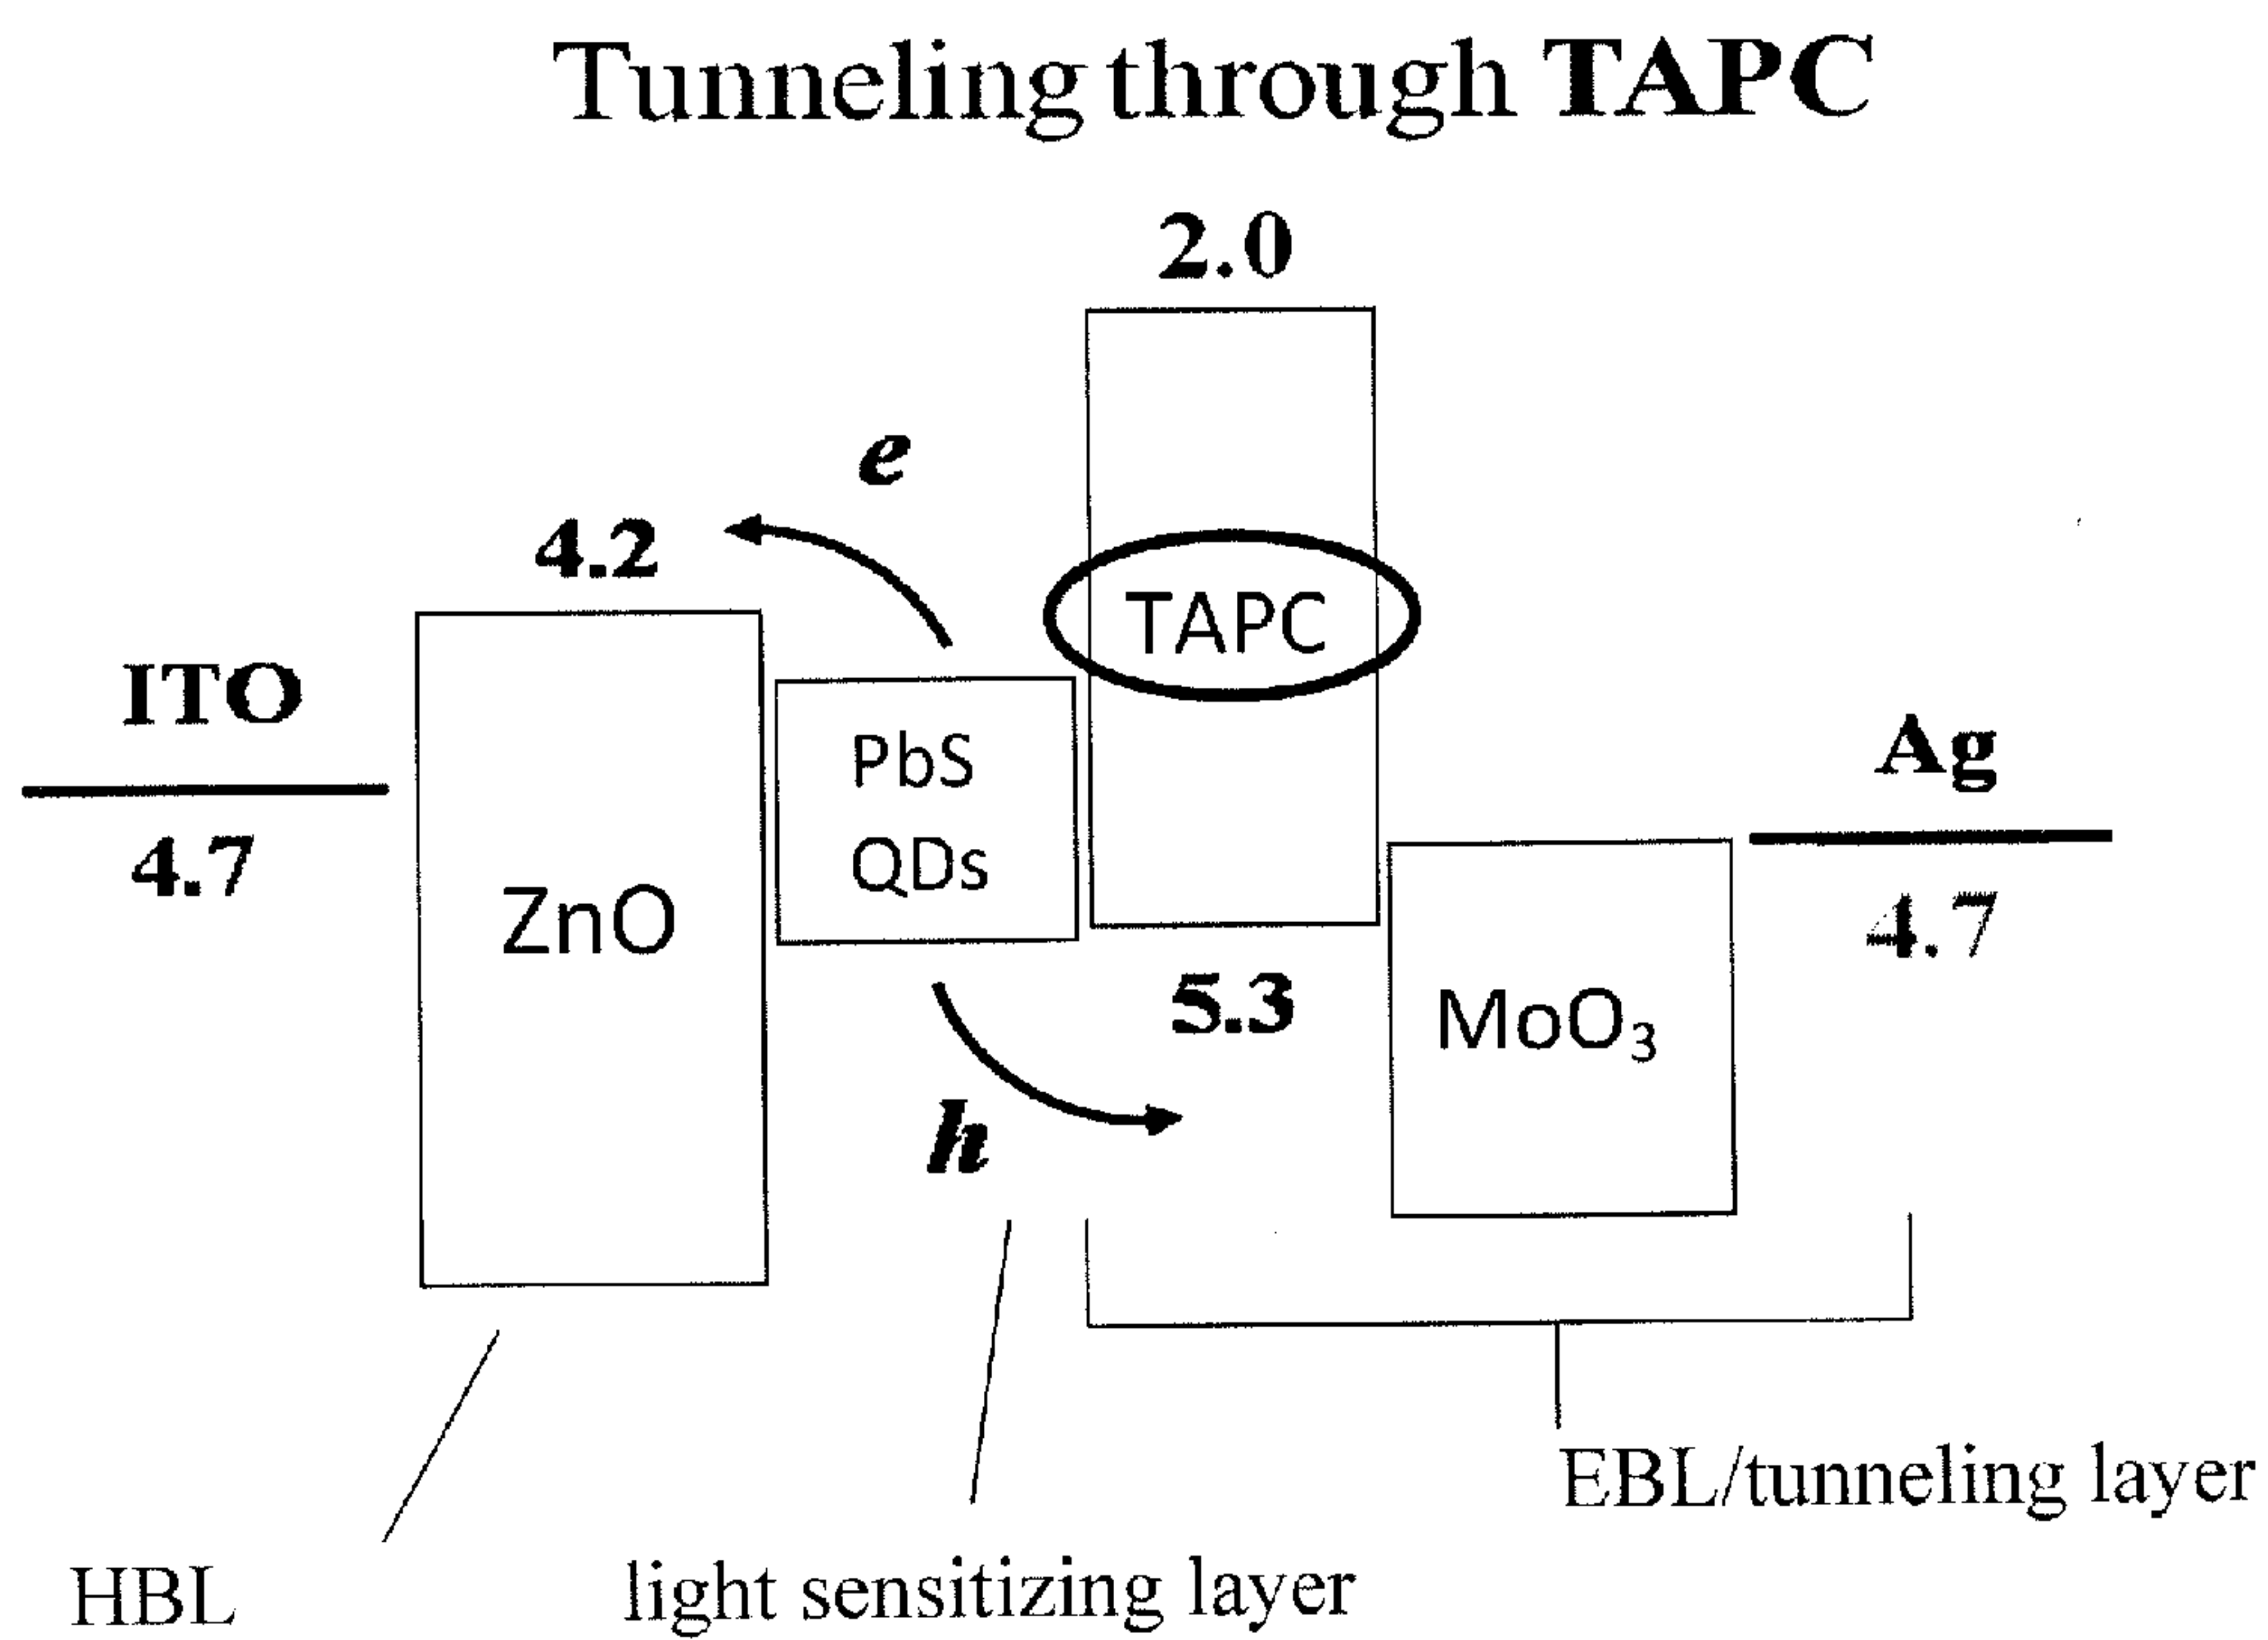 Tunneling through TAPC
2.0
e
4.2
TAPC
ITO
PbS
QDs
Ag
4.7
ZnO
4.7
5.3
MoO₃
h
EBL/tunneling layer
HBL
light sensitizing layer